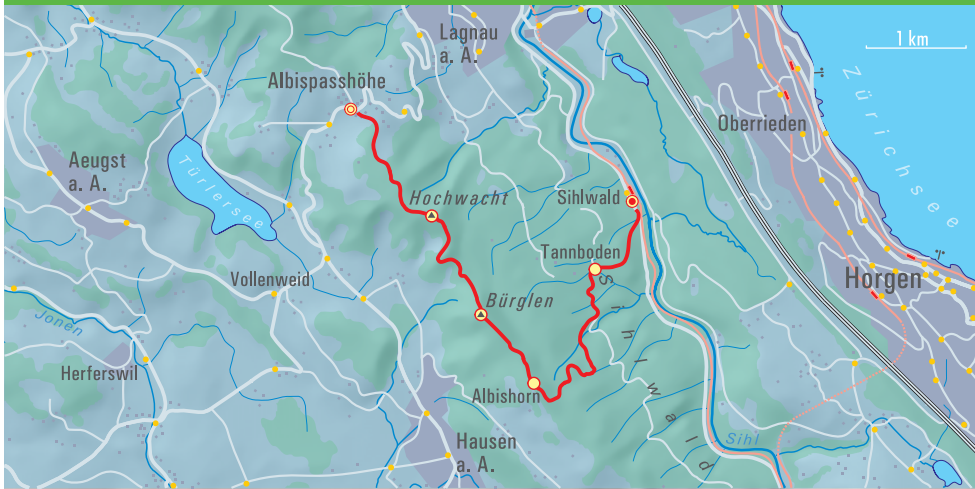 Lagnau
a. A.
1 km
Albispasshöhe
Zürichsee
Oberrieden
Aeugst
a. A.
Türlersee
Hochwacht
Sihlwald
Tannboden
Horgen
Vollenweid
Bürglen
Sihlwald
Jonen
Herferswil
Albishorn
Hausen
a. A.
Sihl